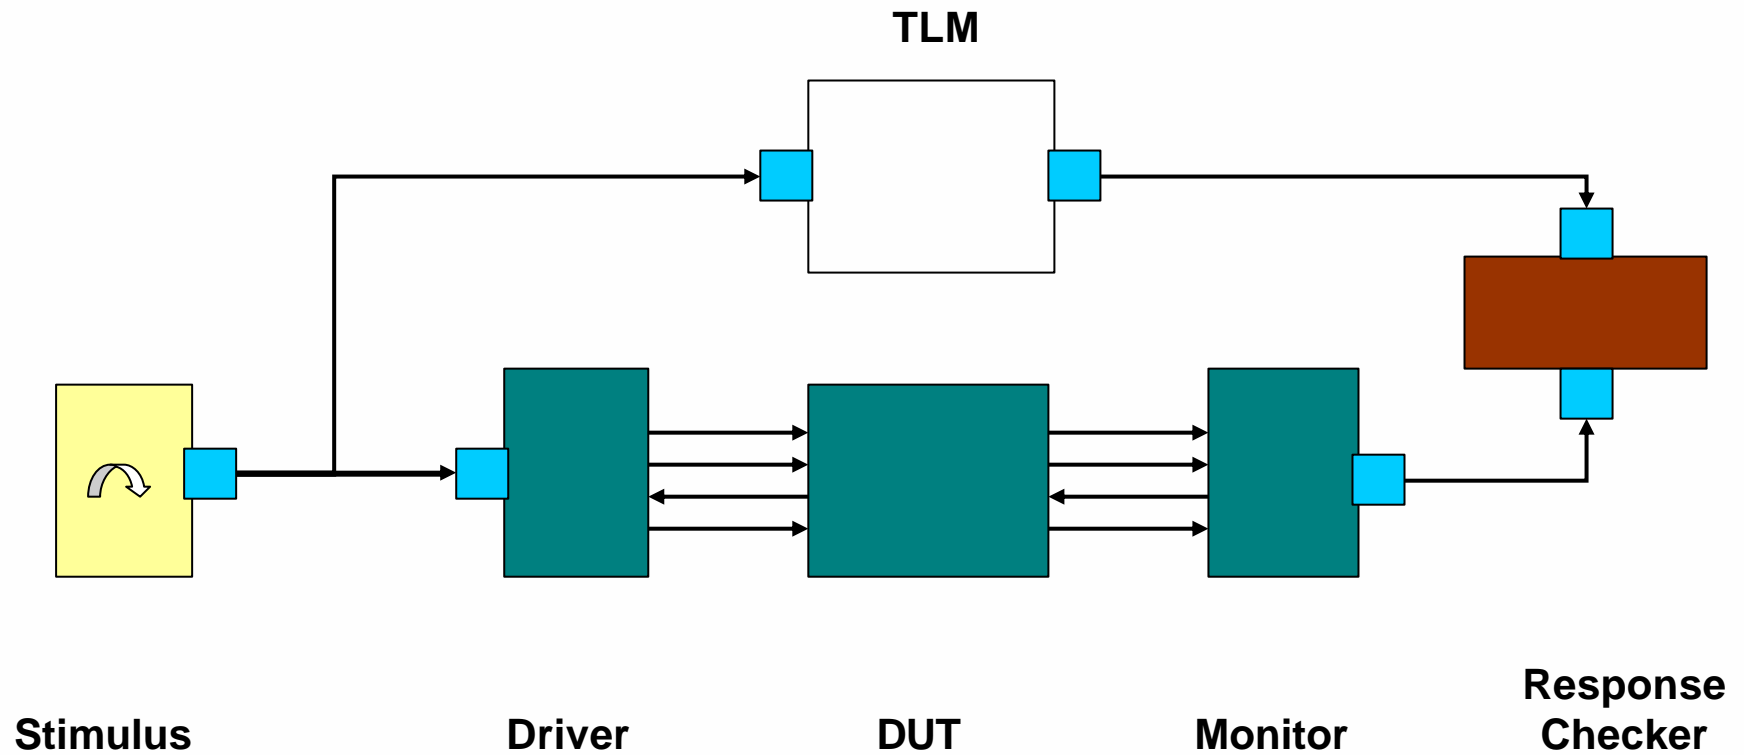 TLM
Stimulus
Driver
DUT
Monitor
Response
Checker